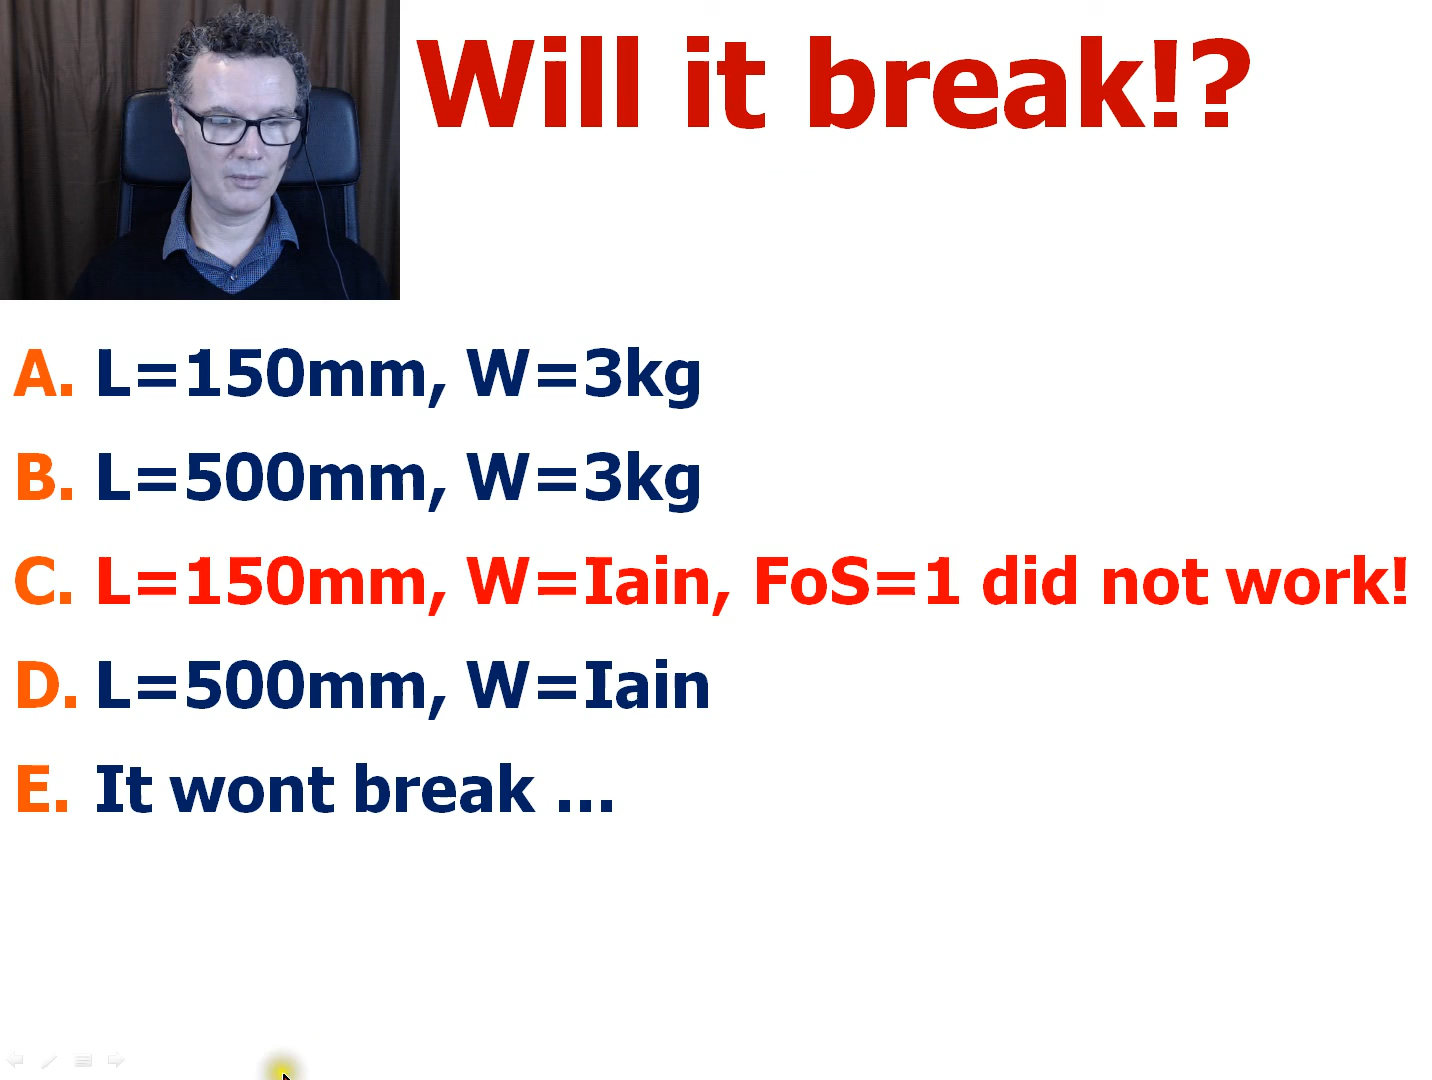 Will it break!?
A. L=150mm, W=3kg
B. L=500mm, W=3kg
C. L=150mm, W=Iain, FoS=1 did not work!
D. L=500mm, W=Iain
E. It wont break ...